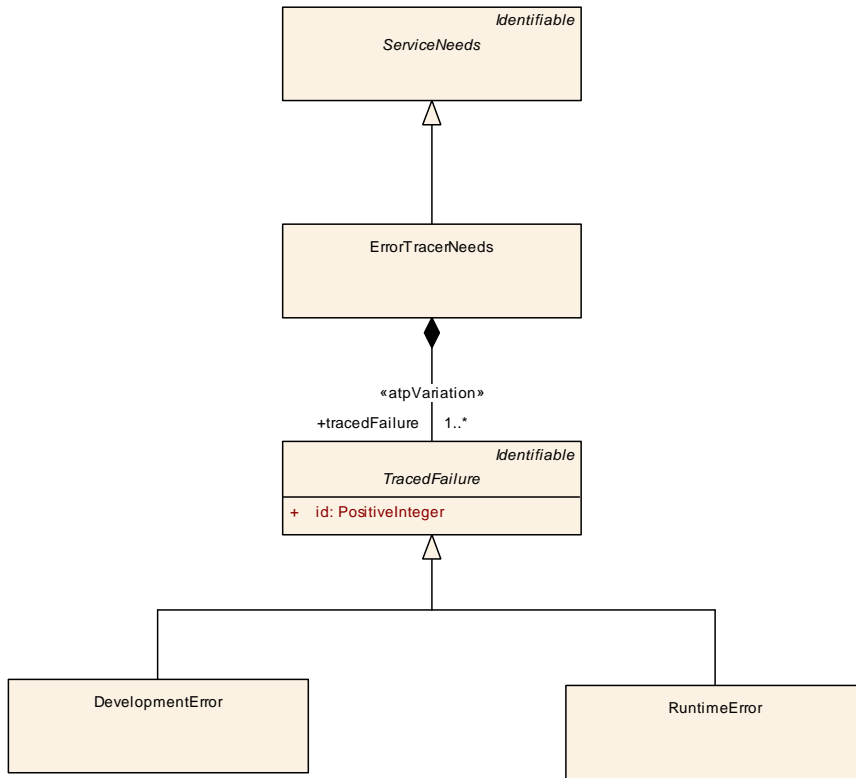 Identifiable
ServiceNeeds
ErrorTracerNeeds
«atpVariation»
+tracedFailure 1..*
Identifiable
TracedFailure
+ id: PositiveInteger
DevelopmentError
RuntimeError